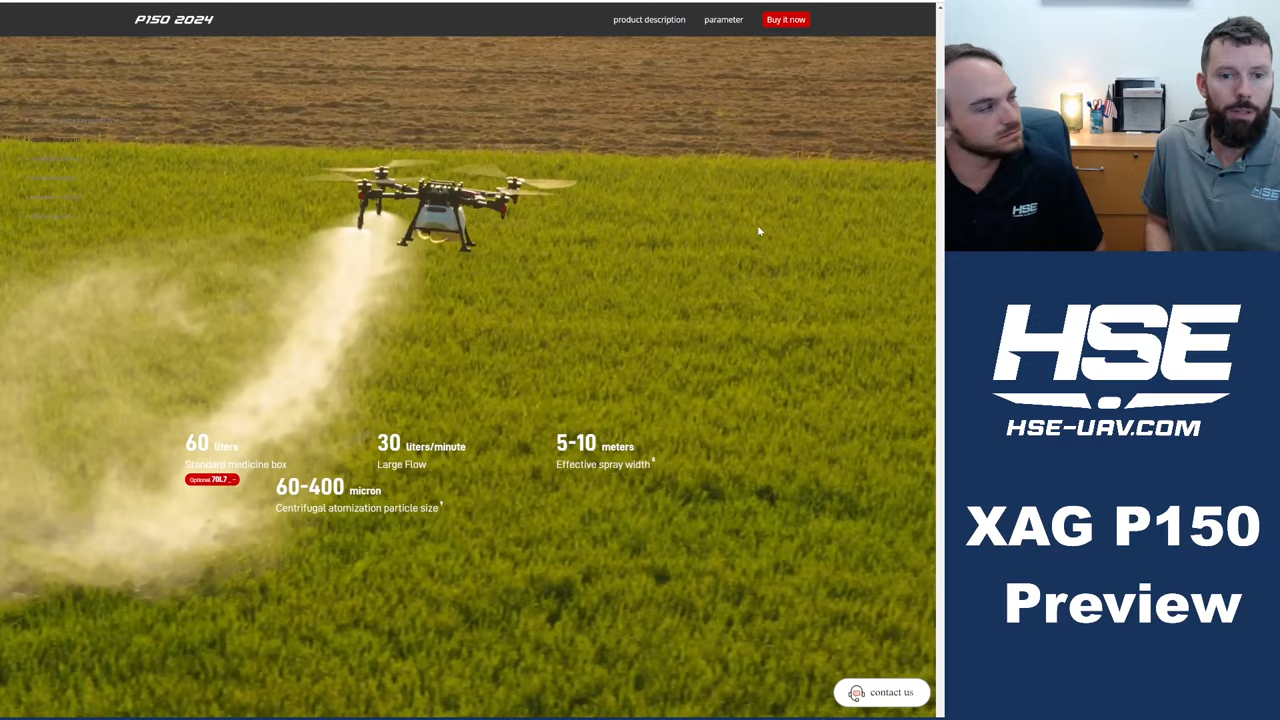 P150 2024
product description
parameter
Buy it now
60 liters
Standard medicine box
30 liters/minute
Large Flow
5-10 meters
Effective spray width
60-400 micron
Centrifugal atomization particle size
contact us
HSE
HSE
HSE
HSE-UAV.COM
XAG P150
Preview